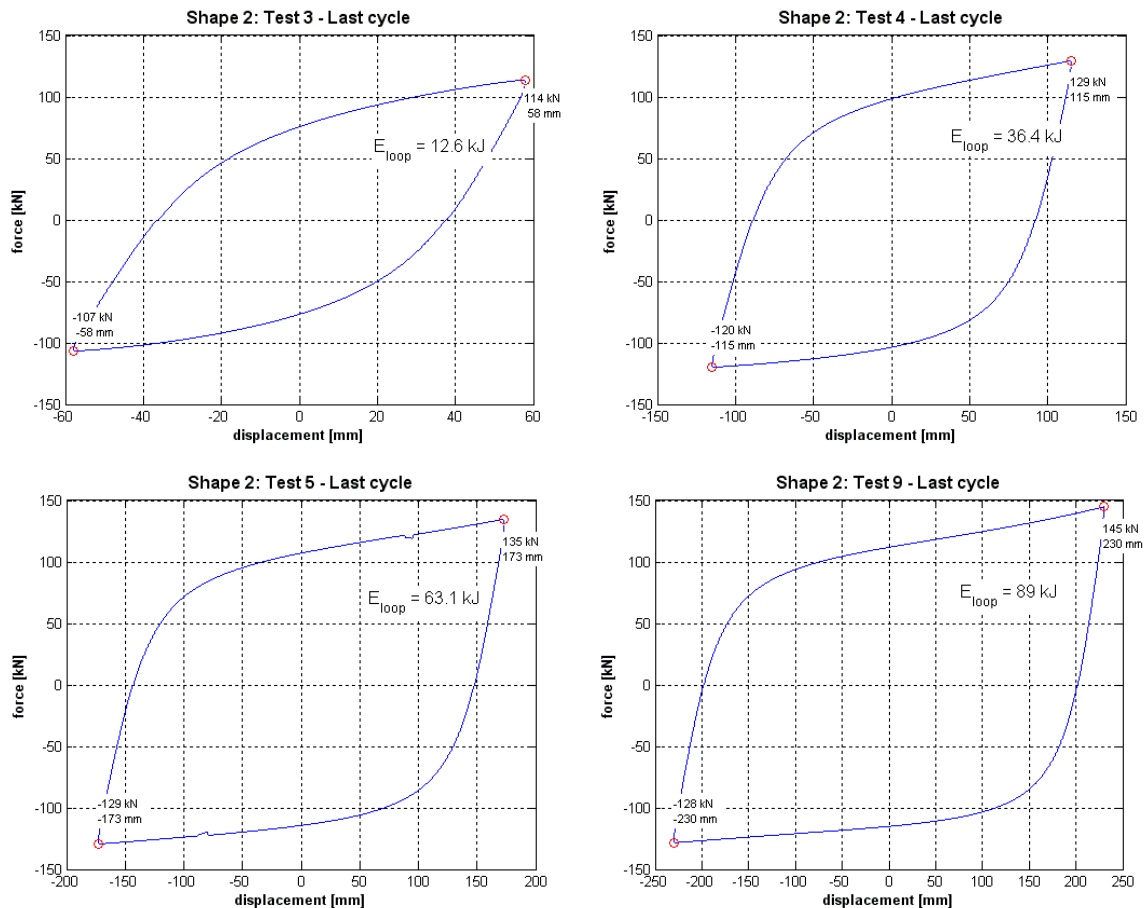 Shape 2: Test 3 - Last cycle
150
100
50
0
-50
-100
-150
force [kN]
114 kN
58 mm
E_loop = 12.6 kJ
-107 kN
-58 mm
-60 -40 -20 0 20 40 60
displacement [mm]
Shape 2: Test 4 - Last cycle
150
100
50
0
-50
-100
-150
force [kN]
129 kN
115 mm
E_loop = 36.4 kJ
-120 kN
-115 mm
-150 -100 -50 0 50 100 150
displacement [mm]
Shape 2: Test 5 - Last cycle
150
100
50
0
-50
-100
-150
force [kN]
135 kN
173 mm
E_loop = 63.1 kJ
-129 kN
-173 mm
-200 -150 -100 -50 0 50 100 150 200
displacement [mm]
Shape 2: Test 9 - Last cycle
150
100
50
0
-50
-100
-150
force [kN]
145 kN
230 mm
E_loop = 89 kJ
-128 kN
-230 mm
-250 -200 -150 -100 -50 0 50 100 150 200 250
displacement [mm]